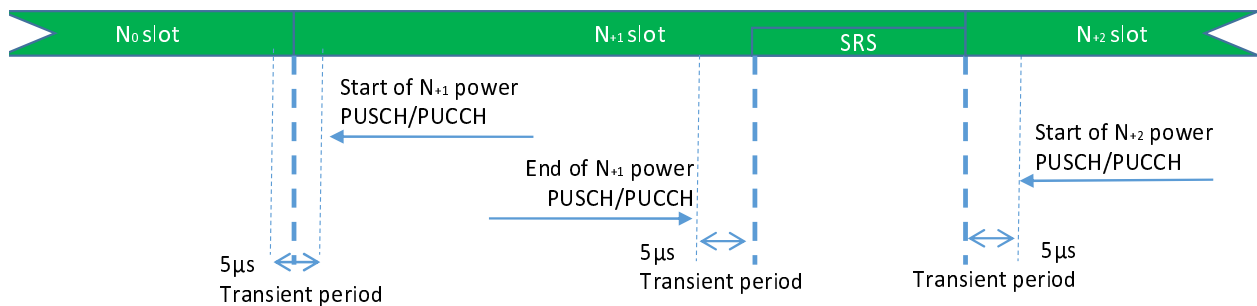 N₀ slot
N₊₁ slot
SRS
N₊₂ slot
Start of N₊₁ power
PUSCH/PUCCH
End of N₊₁ power
PUSCH/PUCCH
Start of N₊₂ power
PUSCH/PUCCH
5µs
Transient period
5µs
Transient period
5µs
Transient period